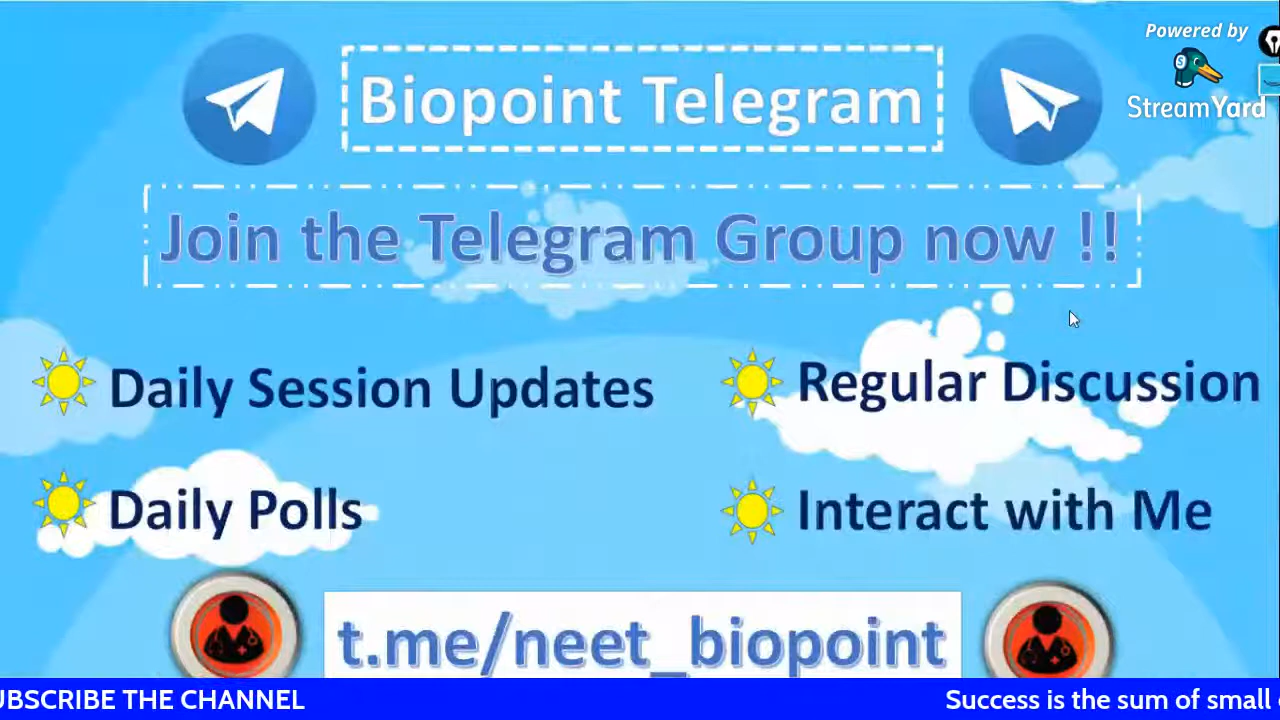 Powered by
StreamYard
Biopoint Telegram
Join the Telegram Group now !!
Daily Session Updates
Regular Discussion
Daily Polls
Interact with Me
t.me/neet_biopoint
UBSCRIBE THE CHANNEL
Success is the sum of small